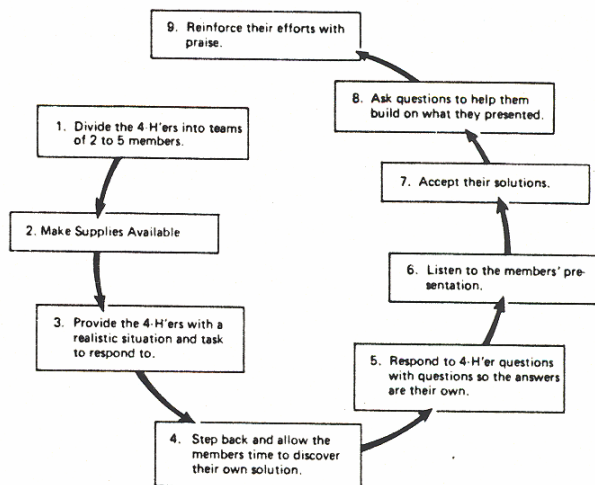 1. Divide the 4-H'ers into teams
of 2 to 5 members.
2. Make Supplies Available
3. Provide the 4-H'ers with a
realistic situation and task
to respond to.
4. Step back and allow the
members time to discover
their own solution.
5. Respond to 4-H'er questions
with questions so the answers
are their own.
6. Listen to the members' pre-
sentation.
7. Accept their solutions.
8. Ask questions to help them
build on what they presented.
9. Reinforce their efforts with
praise.